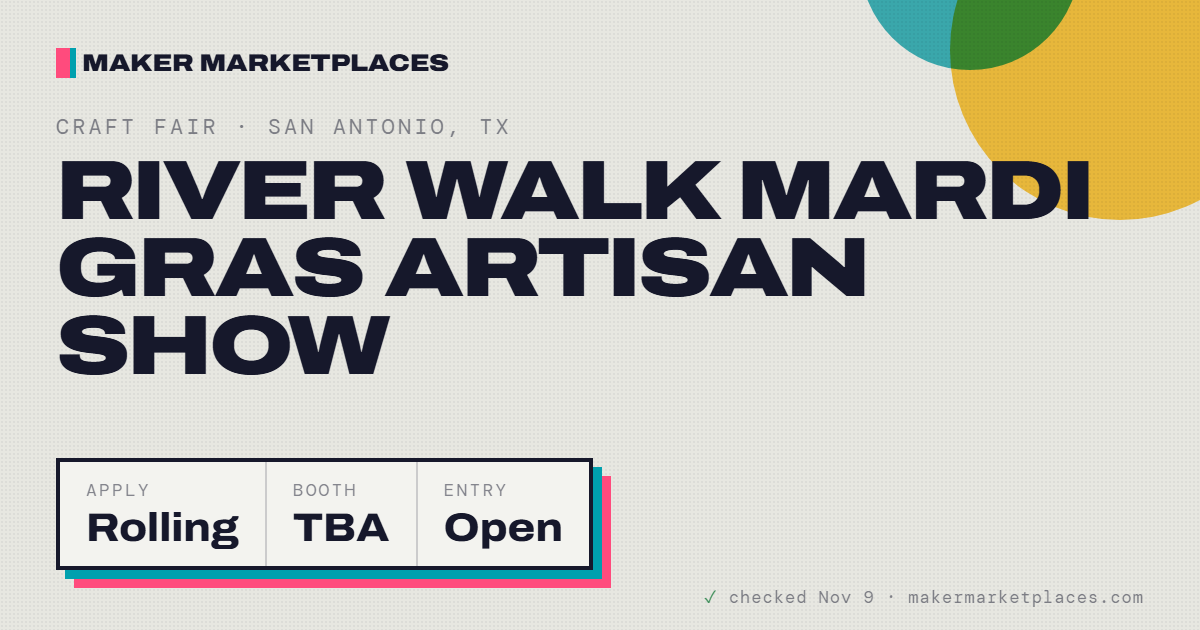 MAKER MARKETPLACES
CRAFT FAIR · SAN ANTONIO, TX
RIVER WALK MARDI
GRAS ARTISAN
SHOW
APPLY BOOTH ENTRY
Rolling TBA Open
✓ checked Nov 9 · makermarketplaces.com